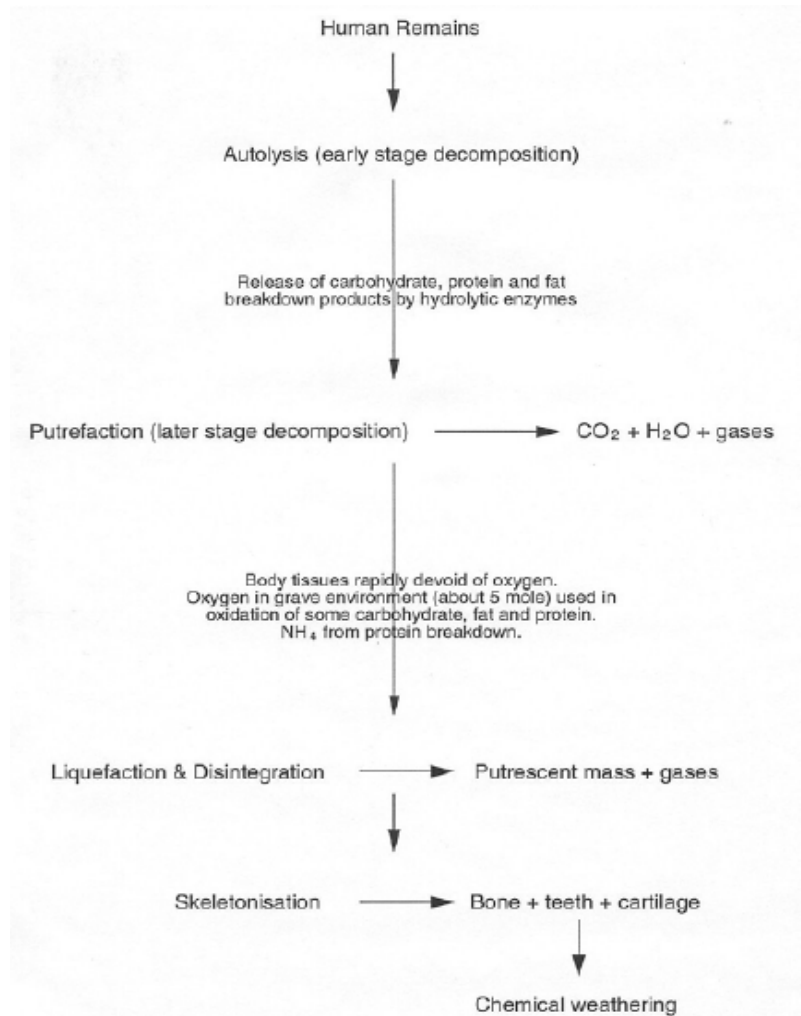 Human Remains
Autolysis (early stage decomposition)
Release of carbohydrate, protein and fat
breakdown products by hydrolytic enzymes
Putrefaction (later stage decomposition)
CO₂ + H₂O + gases
Body tissues rapidly devoid of oxygen.
Oxygen in grave environment (about 5 mole) used in
oxidation of some carbohydrate, fat and protein.
NH₄ from protein breakdown.
Liquefaction & Disintegration
Putrescent mass + gases
Skeletonisation
Bone + teeth + cartilage
Chemical weathering